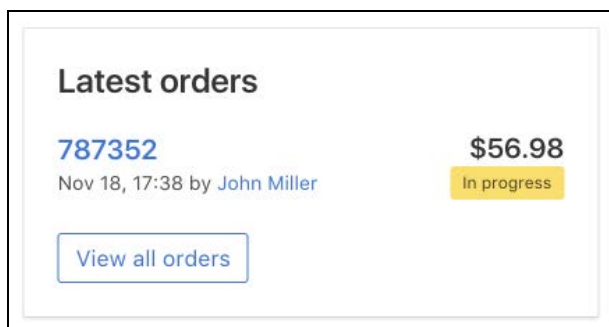 Latest orders
787352 $56.98
Nov 18, 17:38 by John Miller In progress
View all orders